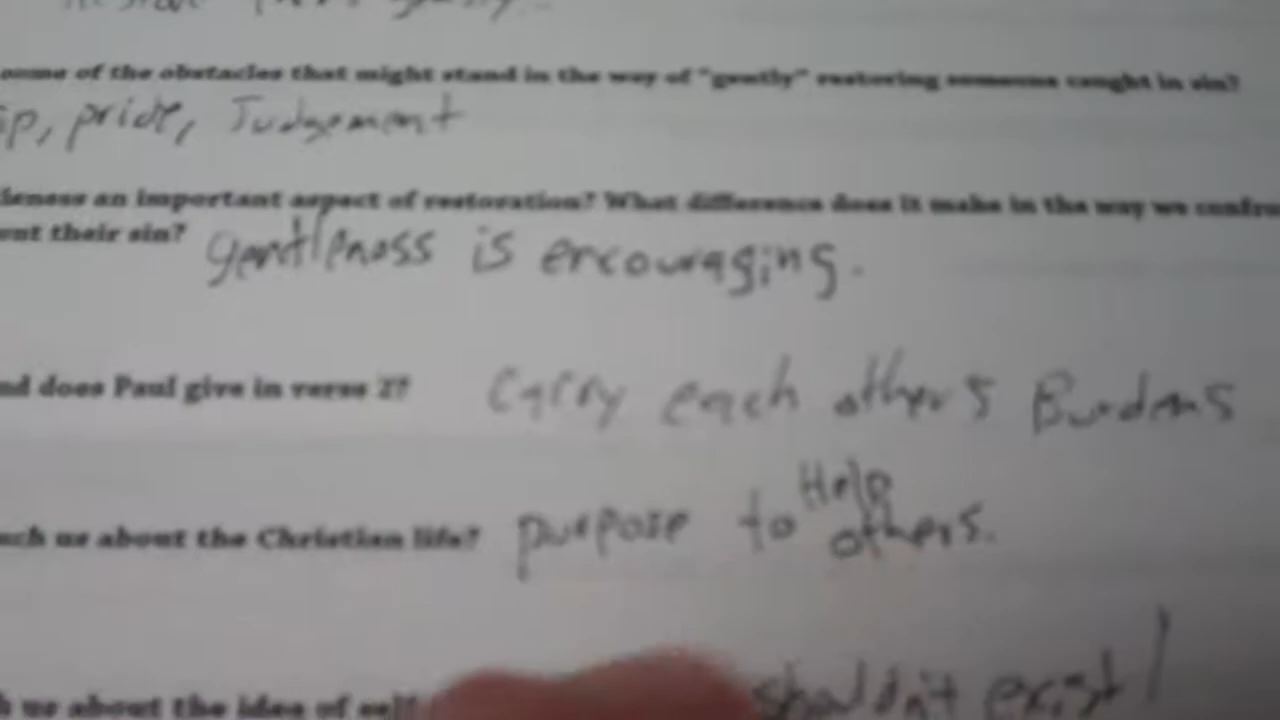 some of the obstacles that might stand in the way of "gently" restoring someone caught in sin?
ip, pride, Judgement
leness an important aspect of restoration? What difference does it make in the way we confro
out their sin?
gentleness is encouraging.
nd does Paul give in verse 2?
Carry each others Burdens
ach us about the Christian life?
purpose to Help others.
h us about the idea of self
shouldn't exist!